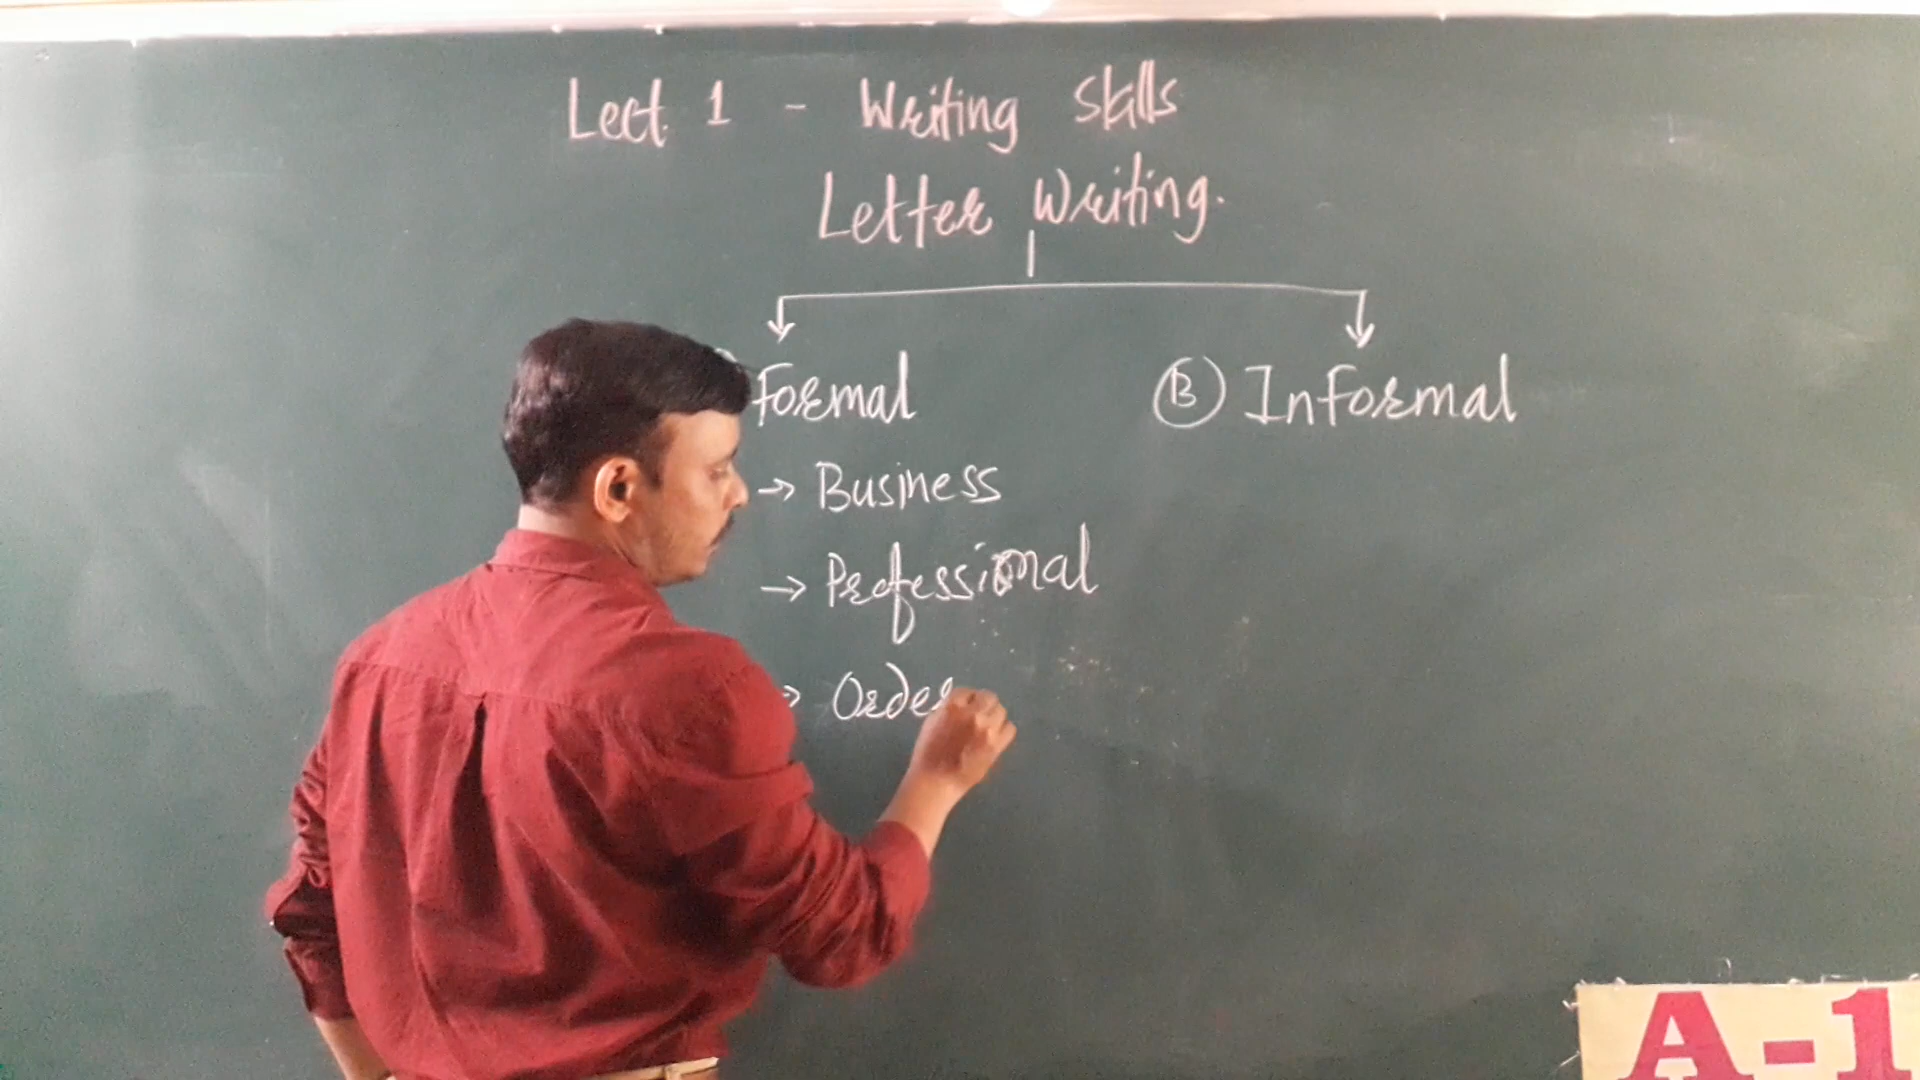 Lect. 1 - Writing Skills
Letter Writing.
Formal
B Informal
→ Business
→ Professional
→ Order
A-1